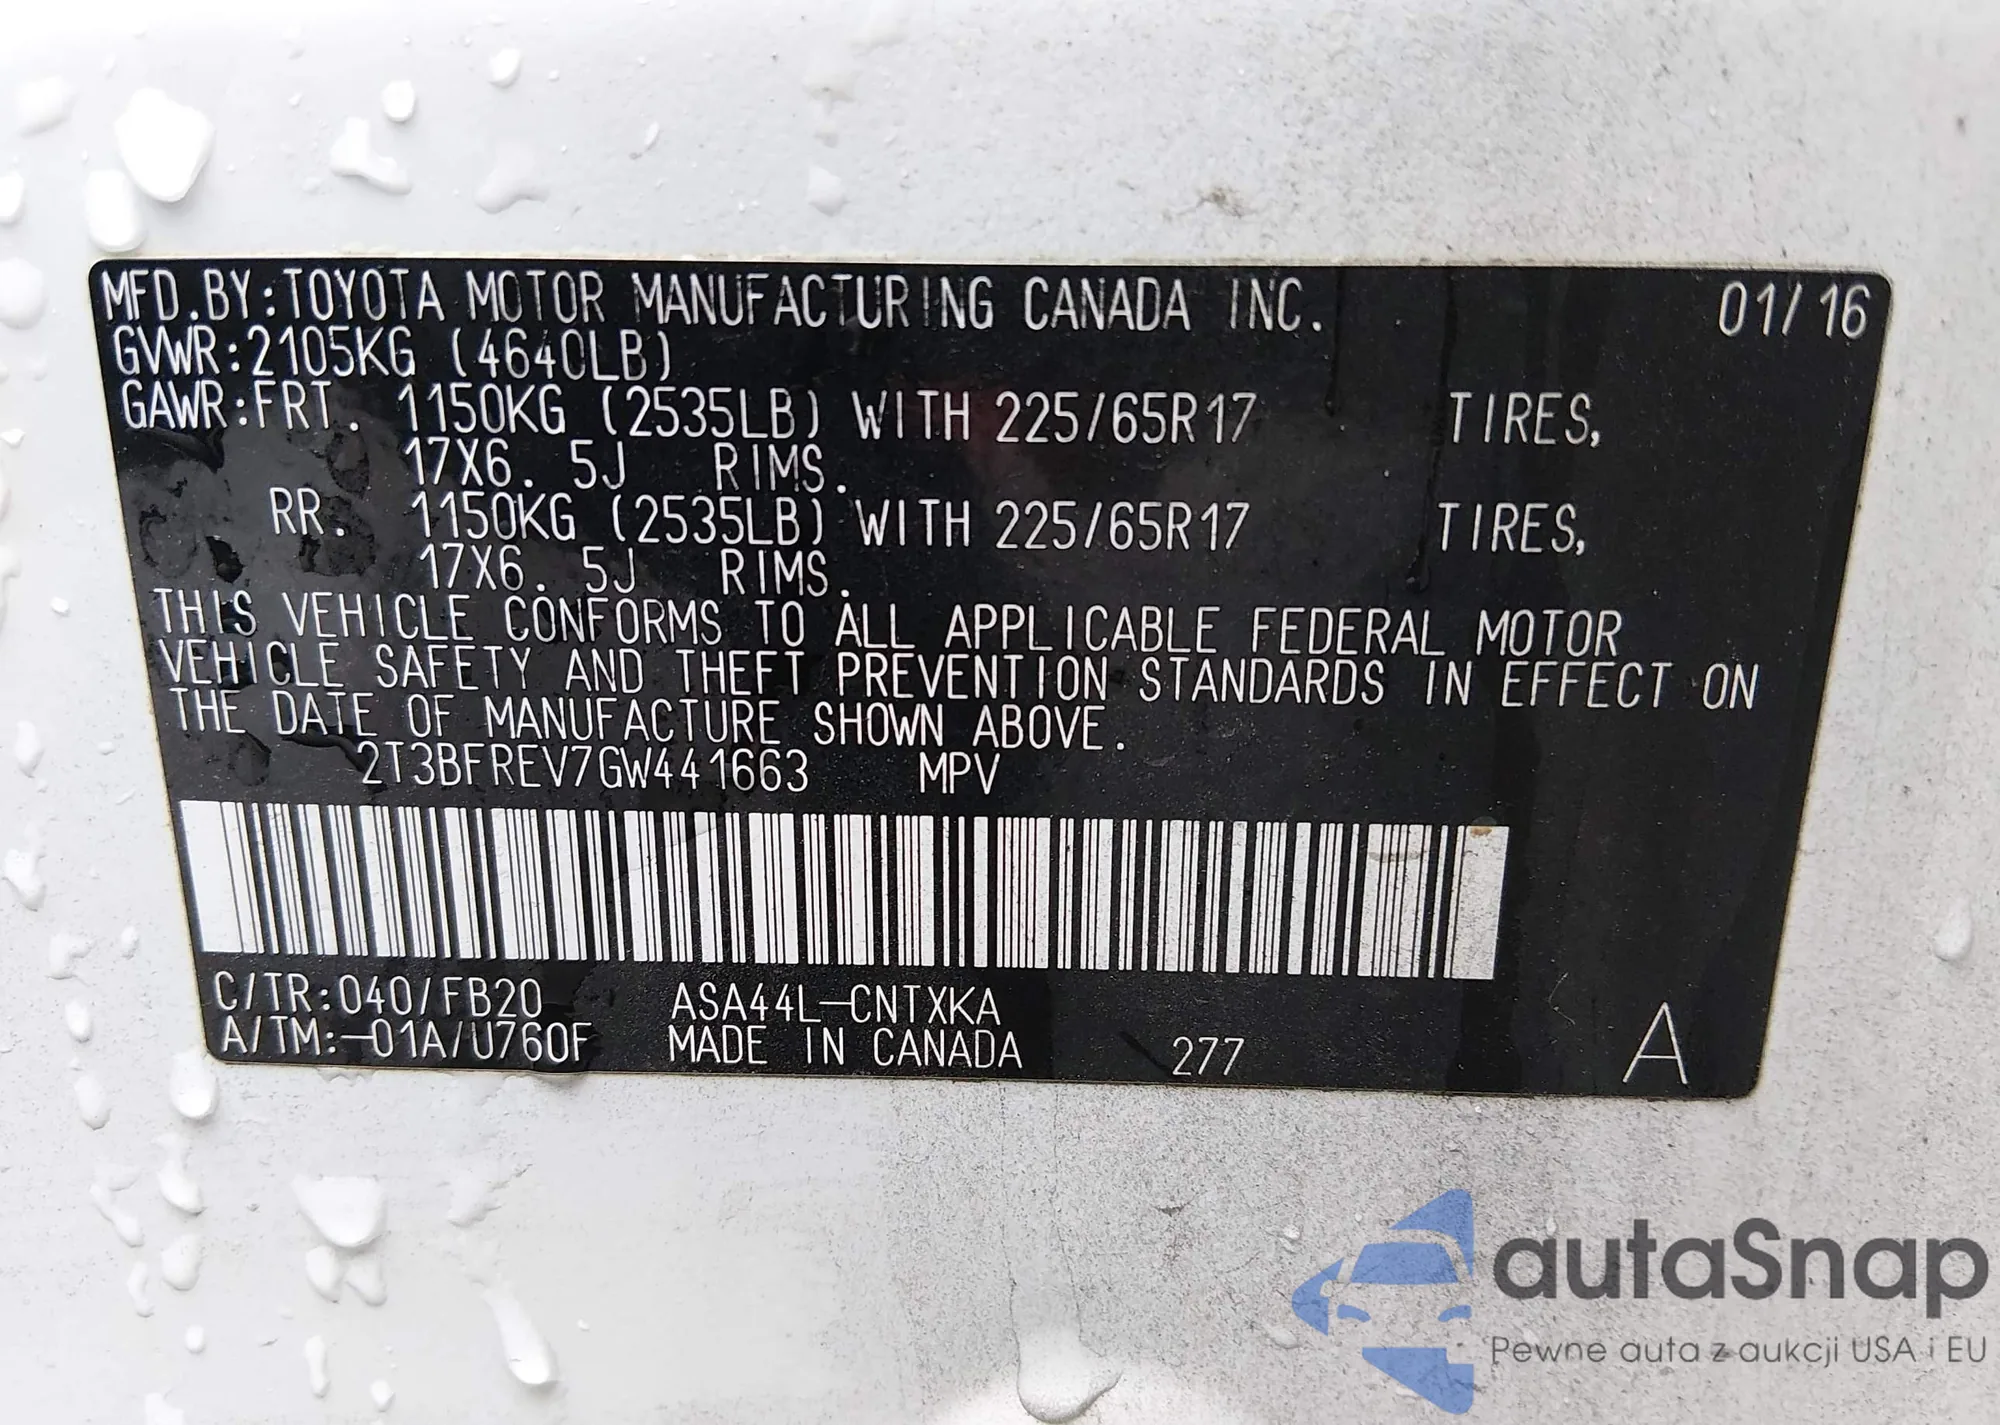 MFD.BY:TOYOTA MOTOR MANUFACTURING CANADA INC. 01/16
GVWR:2105KG (4640LB)
GAWR:FRT. 1150KG (2535LB) WITH 225/65R17 TIRES,
17X6. 5J RIMS.
RR. 1150KG (2535LB) WITH 225/65R17 TIRES,
17X6. 5J RIMS.
THIS VEHICLE CONFORMS TO ALL APPLICABLE FEDERAL MOTOR
VEHICLE SAFETY AND THEFT PREVENTION STANDARDS IN EFFECT ON
THE DATE OF MANUFACTURE SHOWN ABOVE.
2T3BFREV7GW441663 MPV
C/TR:040/FB20 ASA44L-CNTXKA
A/TM:-01A/U760F MADE IN CANADA 277 A
autaSnap
Pewne auta z aukcji USA i EU